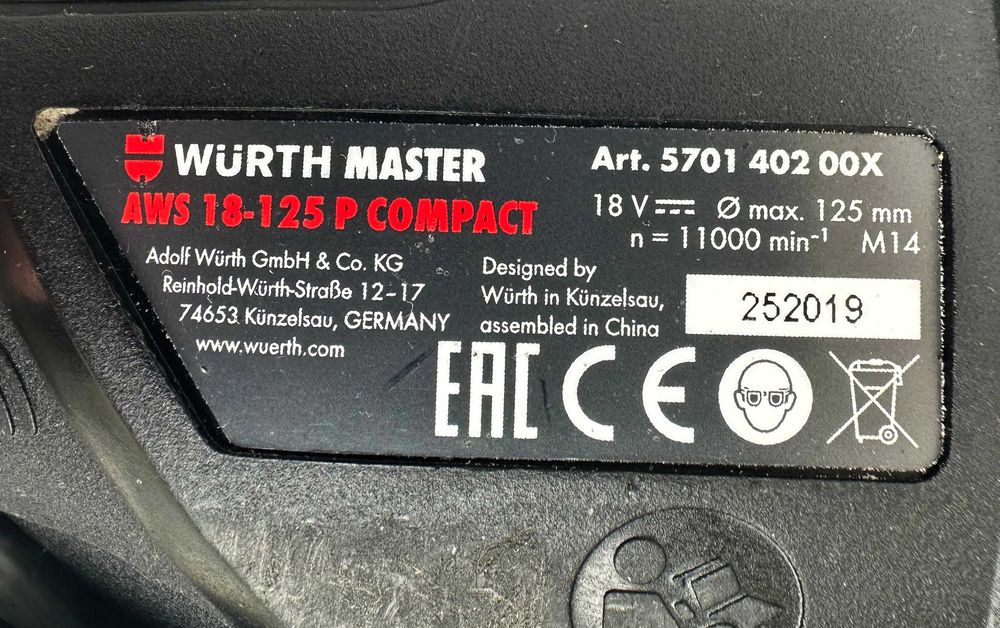 WÜRTH MASTER
AWS 18-125 P COMPACT
Adolf Würth GmbH & Co. KG
Reinhold-Würth-Straße 12-17
74653 Künzelsau, GERMANY
www.wuerth.com
Art. 5701 402 00X
18 V ⎓ Ø max. 125 mm
n = 11000 min⁻¹ M14
Designed by
Würth in Künzelsau,
assembled in China
252019
EAC CE